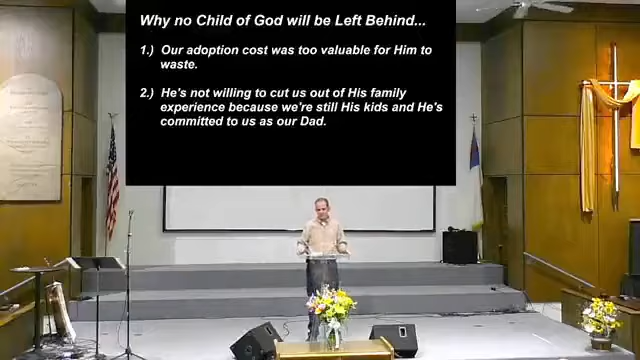 Why no Child of God will be Left Behind...
1.) Our adoption cost was too valuable for Him to
waste.
2.) He's not willing to cut us out of His family
experience because we're still His kids and He's
committed to us as our Dad.